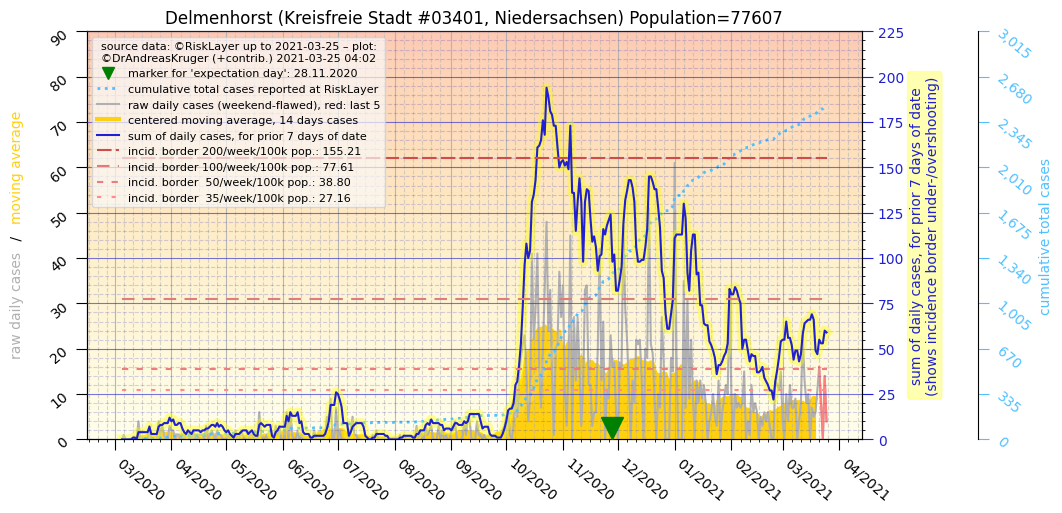 Delmenhorst (Kreisfreie Stadt #03401, Niedersachsen) Population=77607
source data: ©RiskLayer up to 2021-03-25 – plot:
©DrAndreasKruger (+contrib.) 2021-03-25 04:02
marker for 'expectation day': 28.11.2020
cumulative total cases reported at RiskLayer
raw daily cases (weekend-flawed), red: last 5
centered moving average, 14 days cases
sum of daily cases, for prior 7 days of date
incid. border 200/week/100k pop.: 155.21
incid. border 100/week/100k pop.: 77.61
incid. border  50/week/100k pop.: 38.80
incid. border  35/week/100k pop.: 27.16
raw daily cases  /  moving average
90
80
70
60
50
40
30
20
10
0
225
200
175
150
125
100
75
50
25
0
sum of daily cases, for prior 7 days of date
(shows incidence border under-/overshooting)
3,015
2,680
2,345
2,010
1,675
1,340
1,005
670
335
0
cumulative total cases
03/2020
04/2020
05/2020
06/2020
07/2020
08/2020
09/2020
10/2020
11/2020
12/2020
01/2021
02/2021
03/2021
04/2021